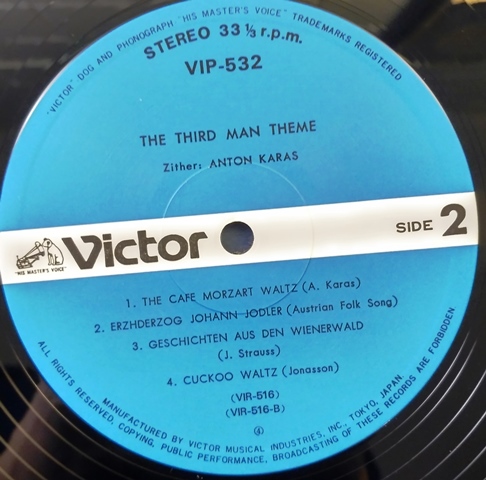 "VICTOR" DOG AND PHONOGRAPH "HIS MASTER'S VOICE" TRADEMARKS REGISTERED
STEREO 33 ⅓ r.p.m.
VIP-532
THE THIRD MAN THEME
Zither: ANTON KARAS
"HIS MASTER'S VOICE"
Victor
SIDE 2
1. THE CAFE MORZART WALTZ (A. Karas)
2. ERZHDERZOG JOHANN JODLER (Austrian Folk Song)
3. GESCHICHTEN AUS DEN WIENERWALD
(J. Strauss)
4. CUCKOO WALTZ (Jonasson)
(VIR-516)
(VIR-516-B)
④
MANUFACTURED BY VICTOR MUSICAL INDUSTRIES, INC., TOKYO, JAPAN.
ALL RIGHTS RESERVED, COPYING, PUBLIC PERFORMANCE, BROADCASTING OF THESE RECORDS ARE FORBIDDEN